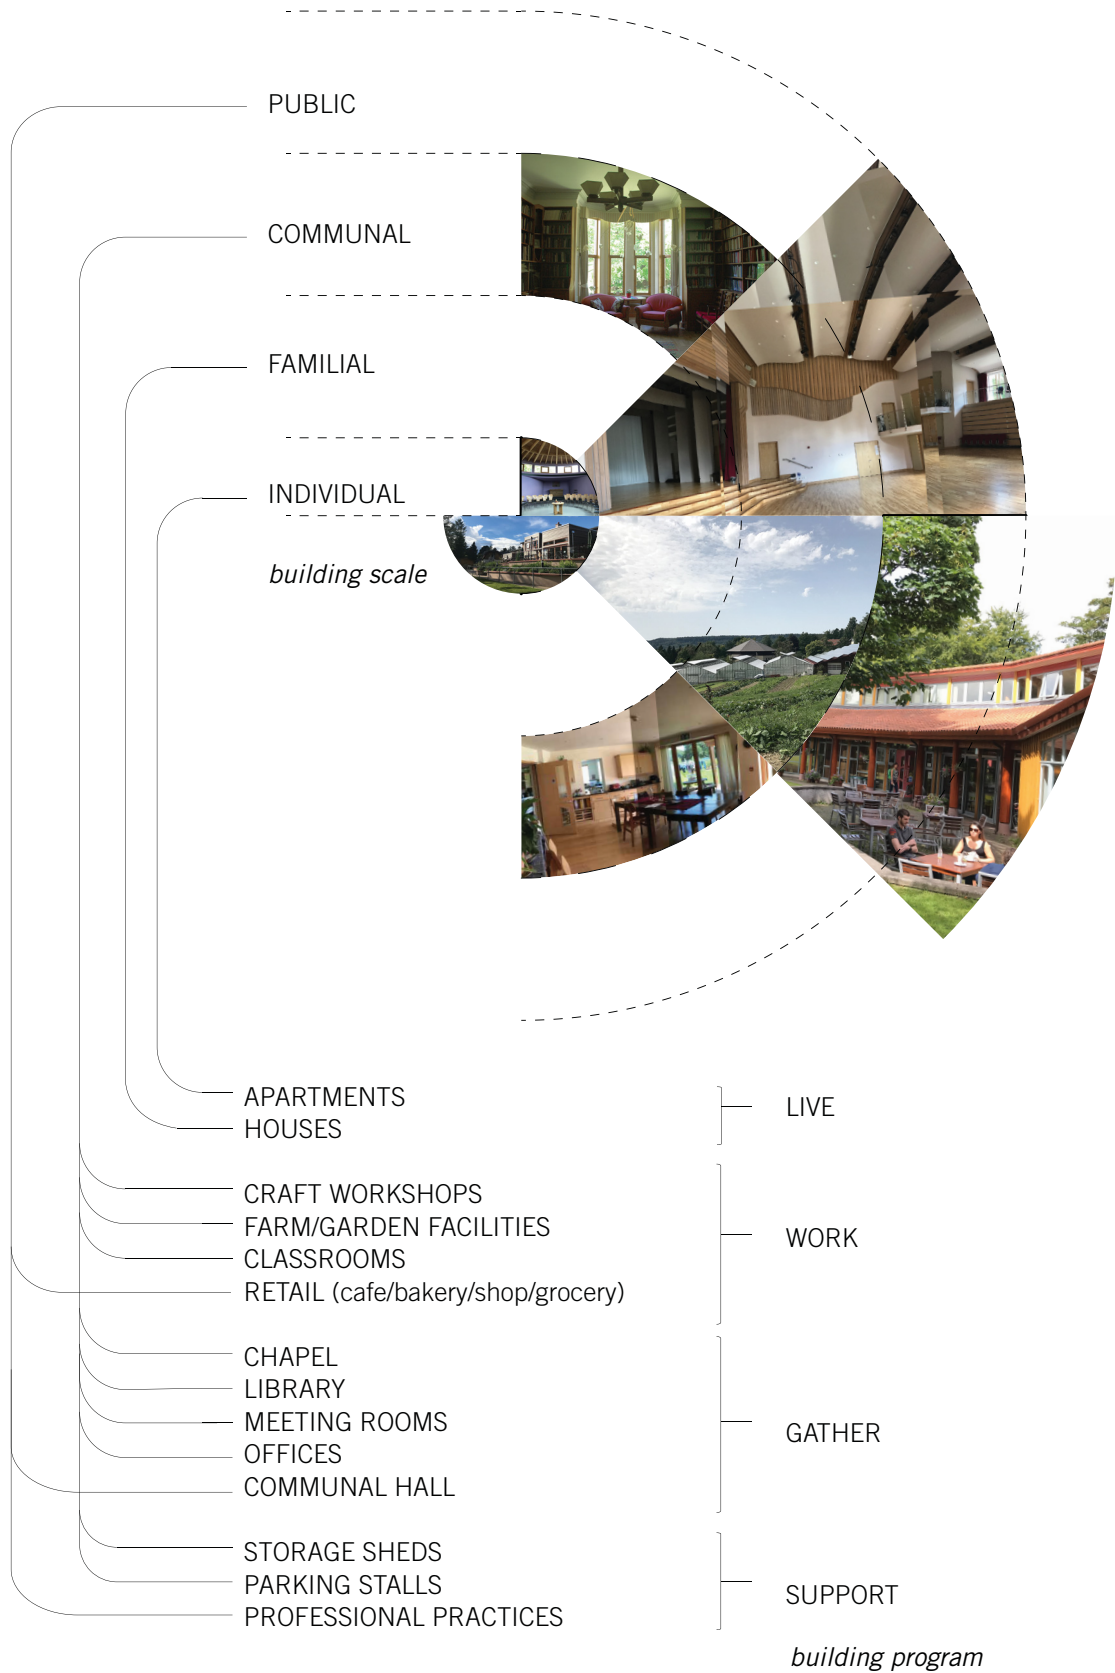 PUBLIC
COMMUNAL
FAMILIAL
INDIVIDUAL
building scale
APARTMENTS
HOUSES
LIVE
CRAFT WORKSHOPS
FARM/GARDEN FACILITIES
CLASSROOMS
RETAIL (cafe/bakery/shop/grocery)
WORK
CHAPEL
LIBRARY
MEETING ROOMS
OFFICES
COMMUNAL HALL
GATHER
STORAGE SHEDS
PARKING STALLS
PROFESSIONAL PRACTICES
SUPPORT
building program